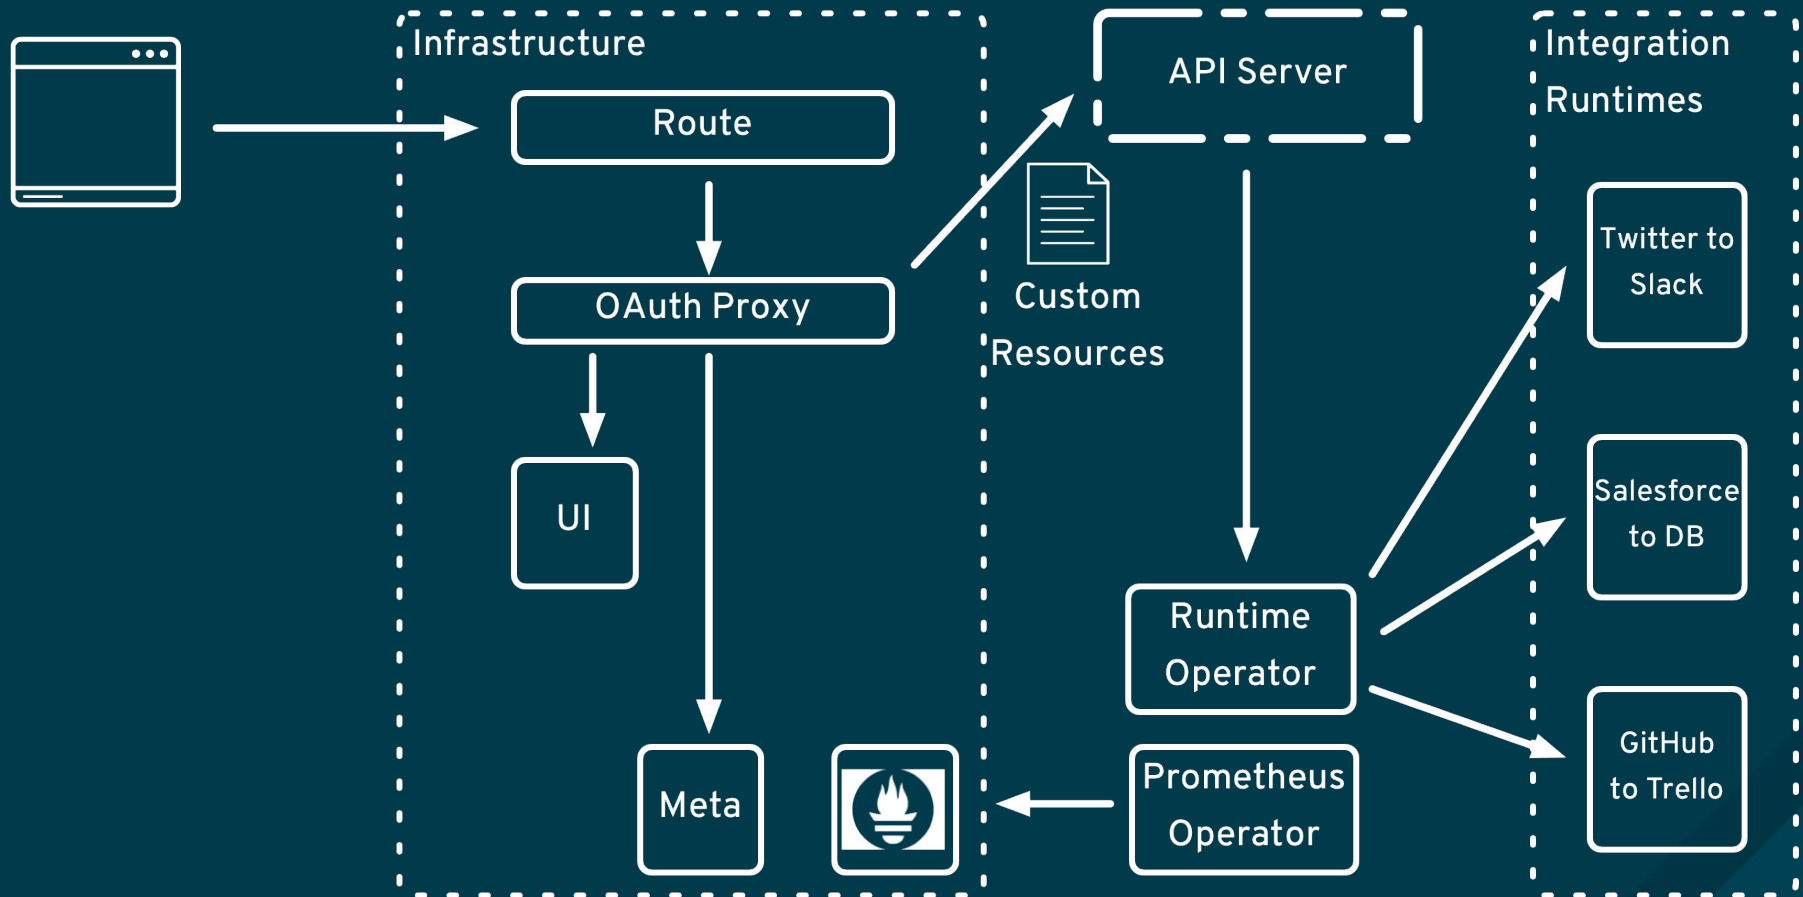 Infrastructure
Route
OAuth Proxy
UI
Meta
API Server
Custom
Resources
Runtime
Operator
Prometheus
Operator
Integration
Runtimes
Twitter to
Slack
Salesforce
to DB
GitHub
to Trello